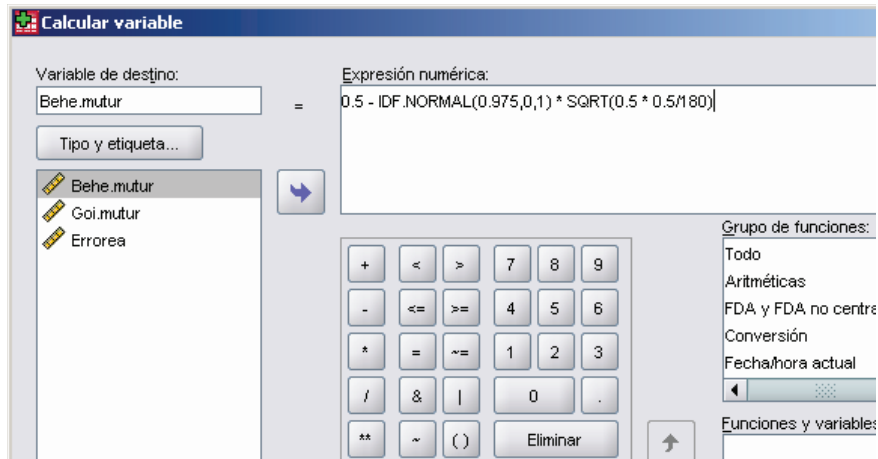 Calcular variable
Variable de destino:
Behe.mutur
=
Expresión numérica:
0.5 - IDF.NORMAL(0.975,0,1) * SQRT(0.5 * 0.5/180)
Tipo y etiqueta...
Behe.mutur
Goi.mutur
Errorea
+ < > 7 8 9
- <= >= 4 5 6
* = ~= 1 2 3
/ & | 0 .
** ~ ( ) Eliminar
Grupo de funciones:
Todo
Aritméticas
FDA y FDA no centra
Conversión
Fecha/hora actual
Funciones y variables